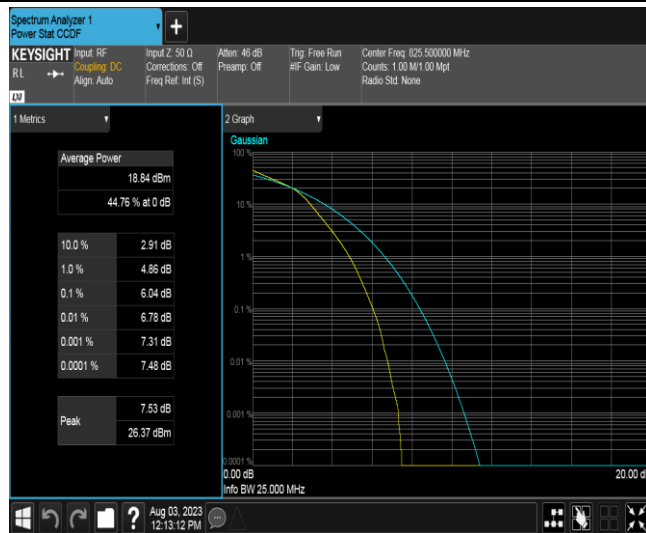 Spectrum Analyzer 1
Power Stat CCDF
+
KEYSIGHT
RL
LXI
Input: RF
Coupling: DC
Align: Auto
Input Z: 50 Ω
Corrections: Off
Freq Ref: Int (S)
Atten: 46 dB
Preamp: Off
Trig: Free Run
#IF Gain: Low
Center Freq: 825.500000 MHz
Counts: 1.00 M/1.00 Mpt
Radio Std: None
1 Metrics
Average Power
18.84 dBm
44.76 % at 0 dB
10.0 % 2.91 dB
1.0 % 4.86 dB
0.1 % 6.04 dB
0.01 % 6.78 dB
0.001 % 7.31 dB
0.0001 % 7.48 dB
Peak
7.53 dB
26.37 dBm
2 Graph
Gaussian
100 %
10 %
1 %
0.1 %
0.01 %
0.001 %
0.0001 %
0.00 dB
20.00 d
Info BW 25.000 MHz
?
Aug 03, 2023
12:13:12 PM